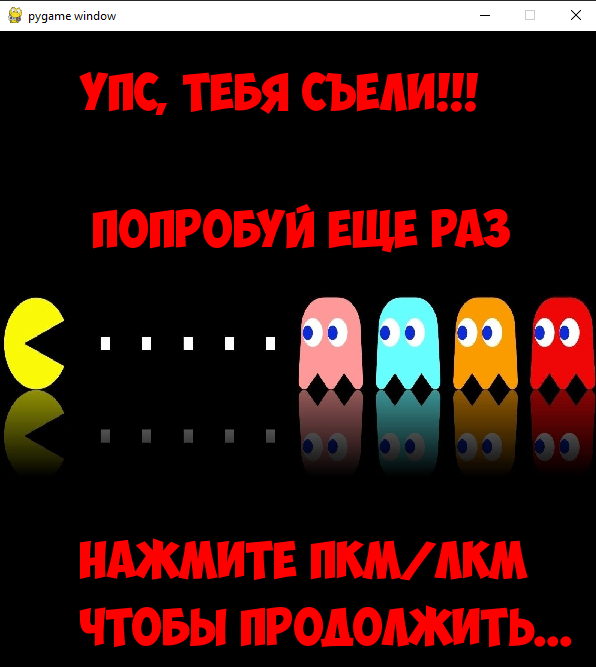 pygame window
УПС, ТЕБЯ СЪЕЛИ!!!
ПОПРОБУЙ ЕЩЕ РАЗ
НАЖМИТЕ ПКМ/ЛКМ
ЧТОБЫ ПРОДОЛЖИТЬ...